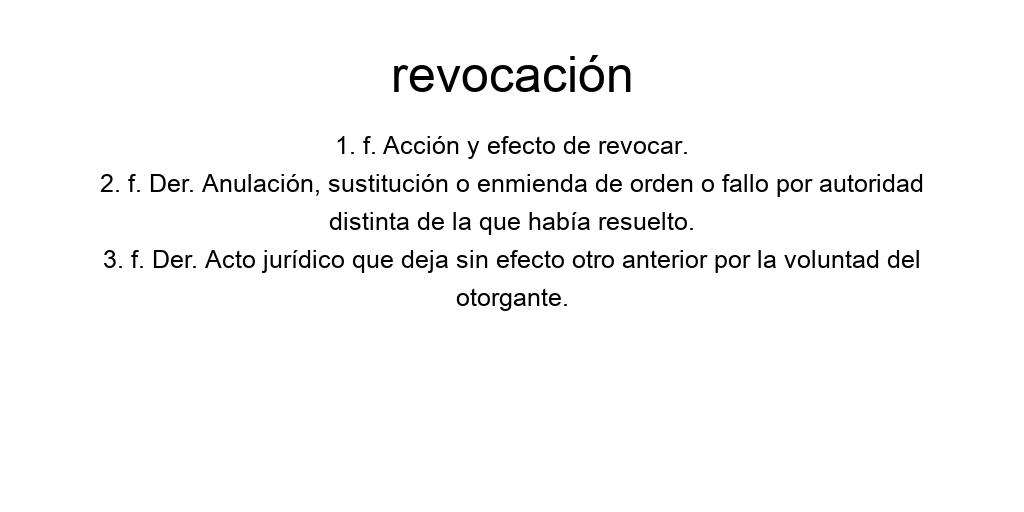 revocación
1. f. Acción y efecto de revocar.
2. f. Der. Anulación, sustitución o enmienda de orden o fallo por autoridad
distinta de la que había resuelto.
3. f. Der. Acto jurídico que deja sin efecto otro anterior por la voluntad del
otorgante.